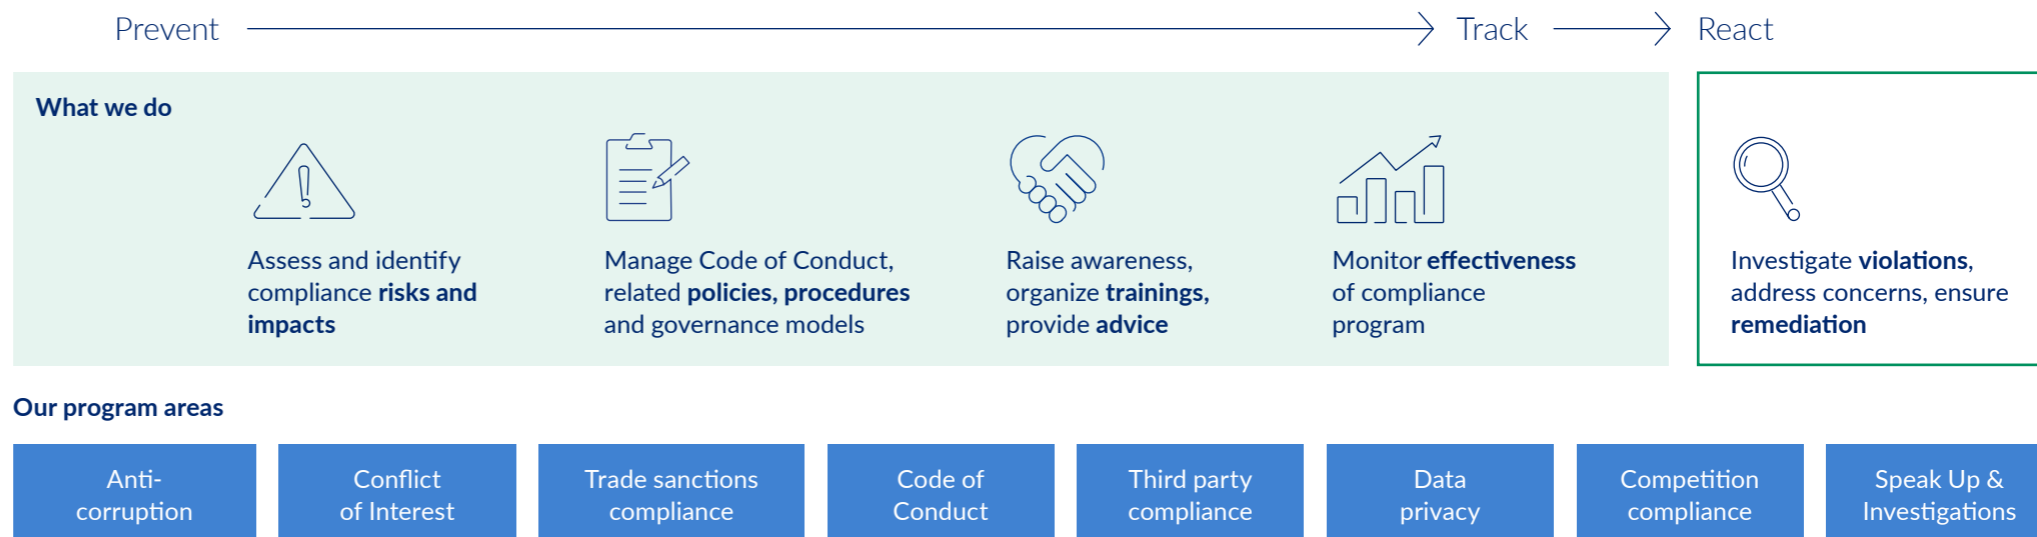 Prevent
Track
React
What we do
Assess and identify
compliance risks and
impacts
Manage Code of Conduct,
related policies, procedures
and governance models
Raise awareness,
organize trainings,
provide advice
Monitor effectiveness
of compliance
program
Investigate violations,
address concerns, ensure
remediation
Our program areas
Anti-
corruption
Conflict
of Interest
Trade sanctions
compliance
Code of
Conduct
Third party
compliance
Data
privacy
Competition
compliance
Speak Up &
Investigations